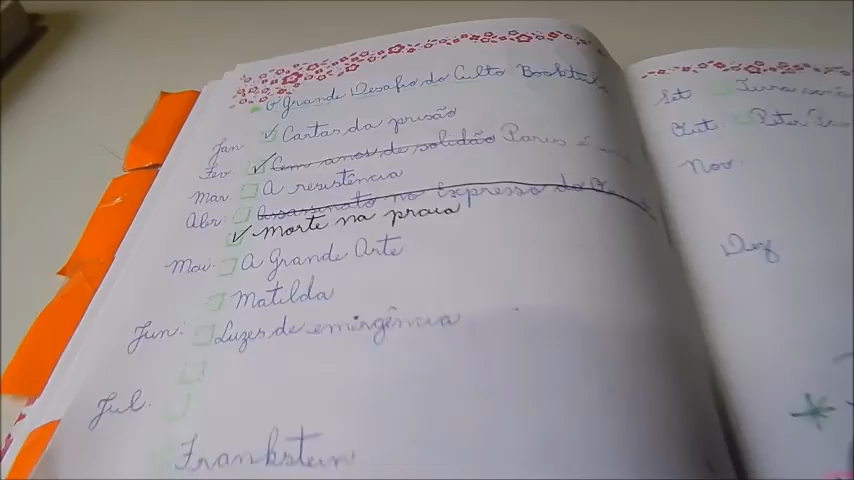 O Grande Desafio do Culto Booktu
Jan ✓ Cartas da prisão
Fev ✓ Cem anos de solidão Paris é
Mar ☐ A resistência
Abr: ☐ Assassinato no Expresso do
✓ Morte na praia
Mai ☐ A Grande Arte
☐ Matilda
Jun: ☐ Luzes de emergência
Jul.
Frankstein
Set
Out Peter
Nov
Dez